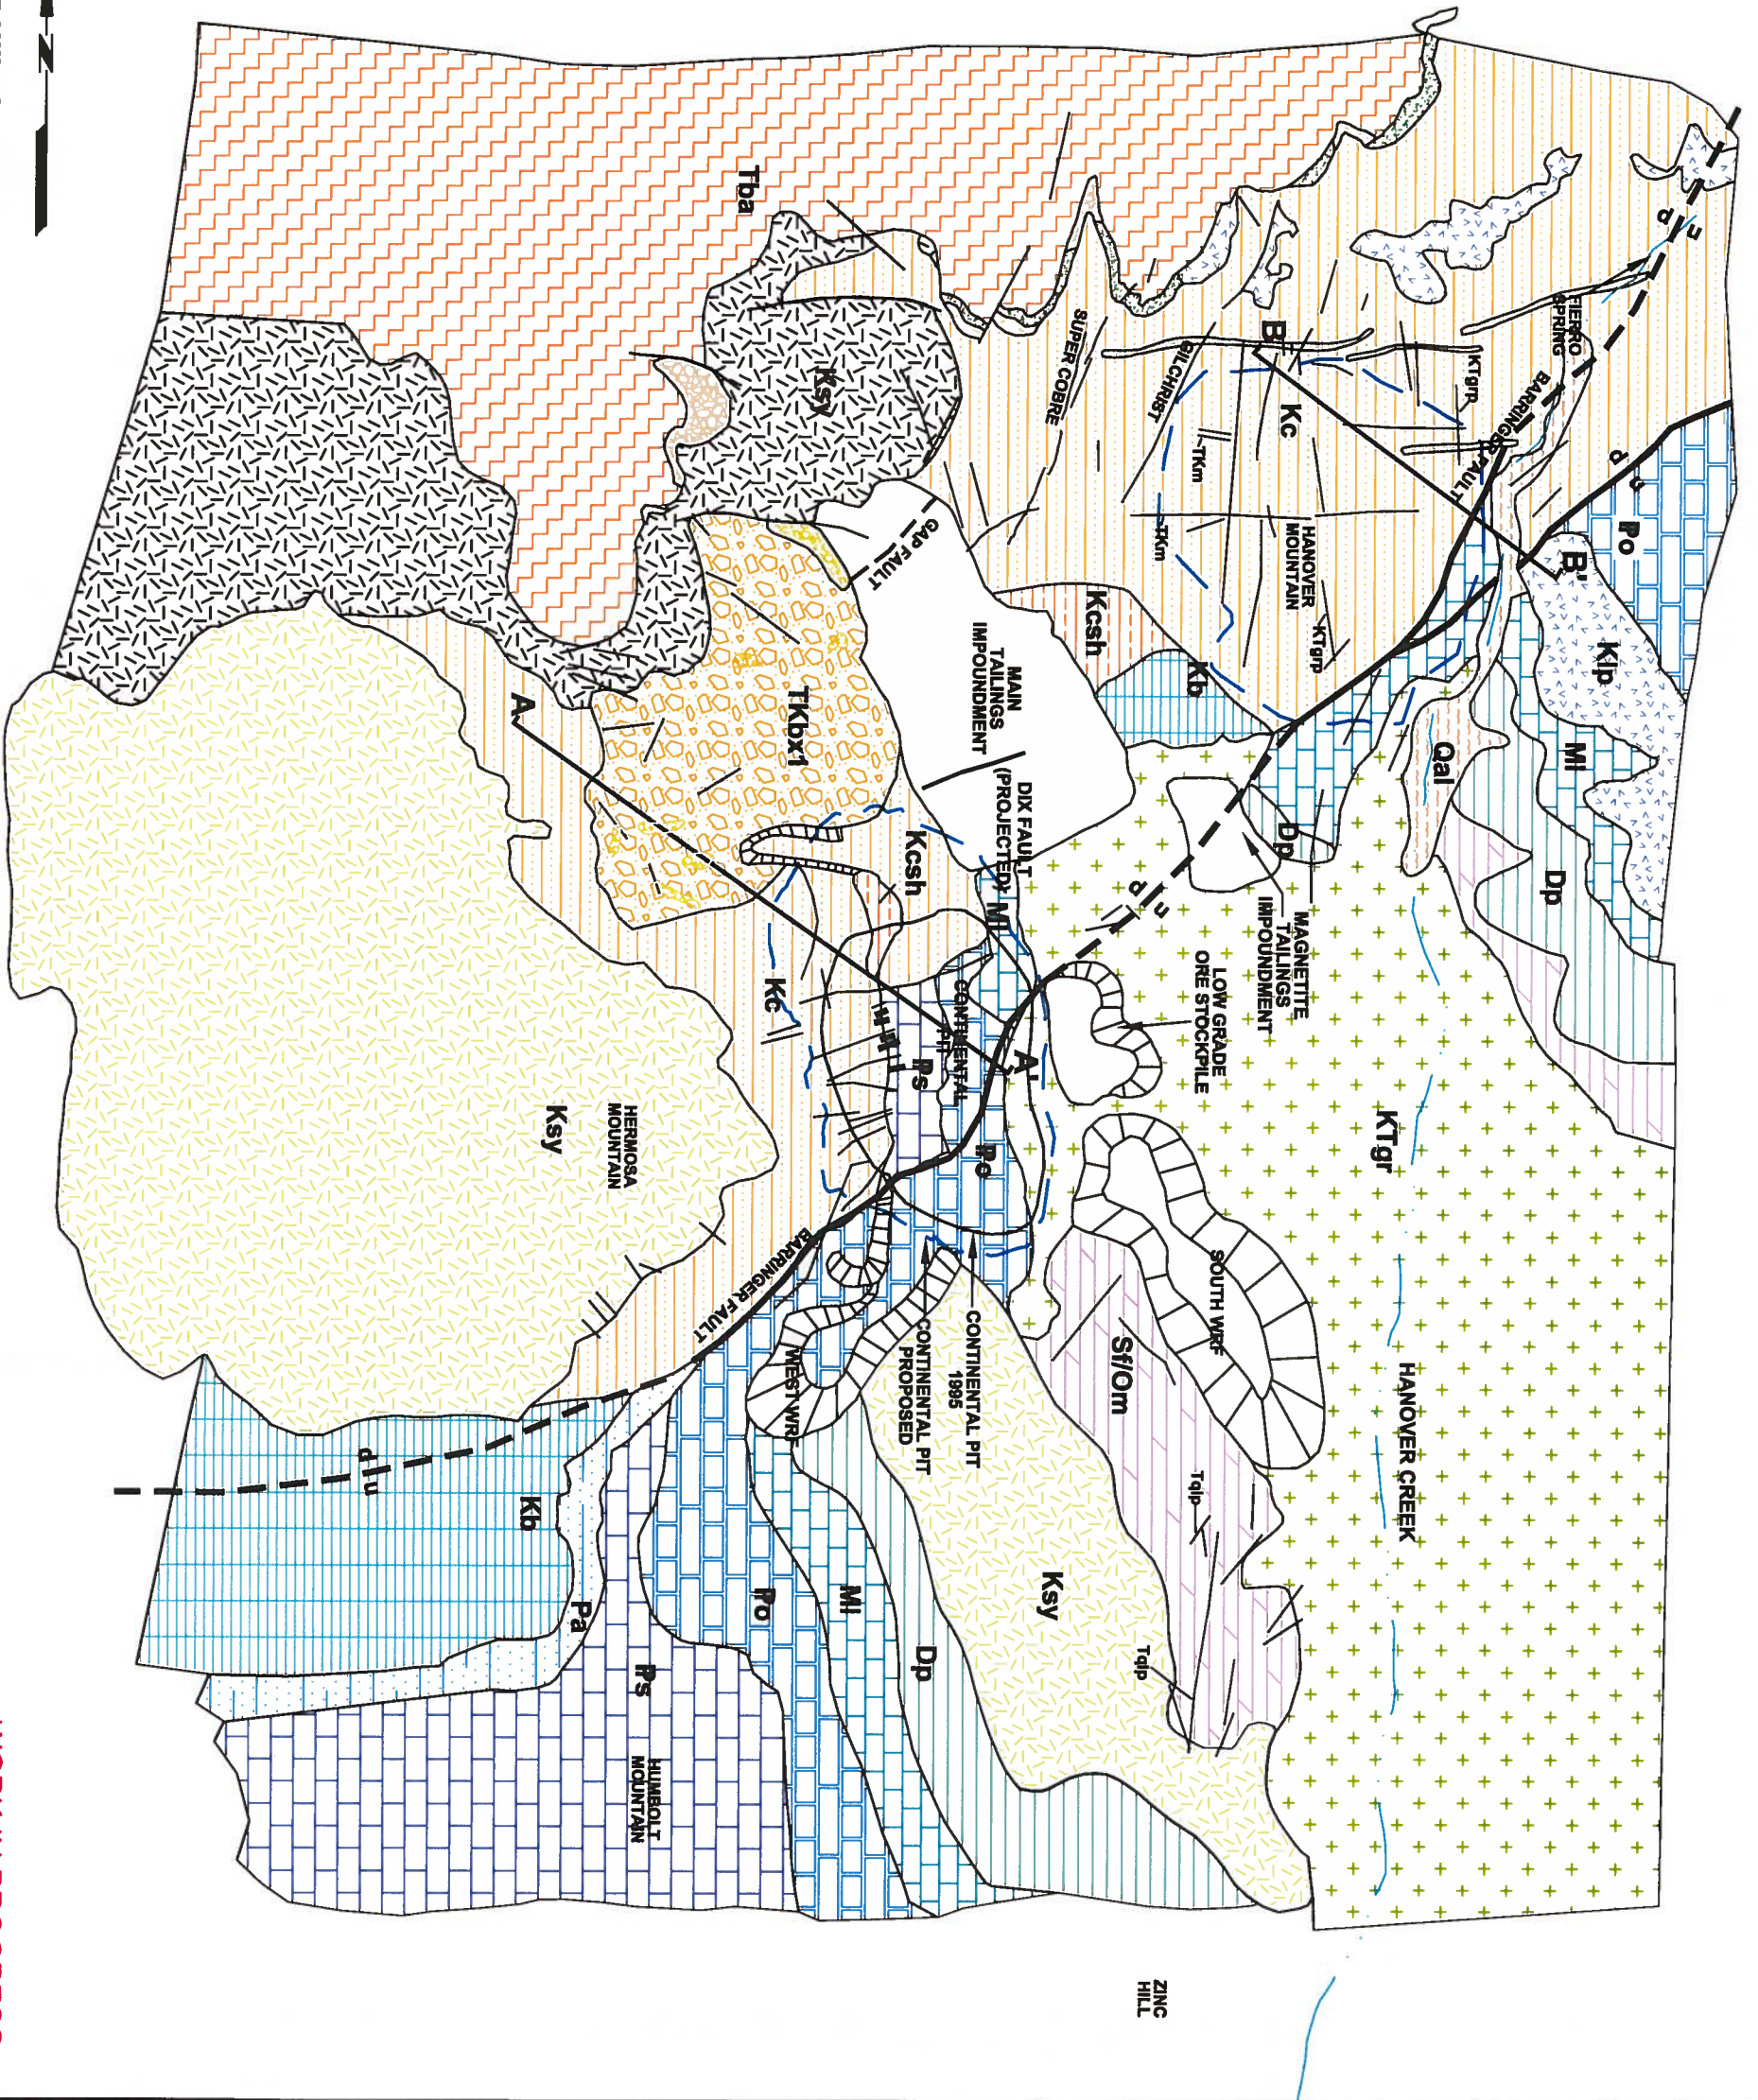 N
Tba
Ksy
SUPER COBRE
GILCHRIST
B
Kc
TKm
TKm
KTgrp
FIERRO
SPRING
BARRINGER FAULT
d
u
d
u
Po
B'
Klp
HANOVER
MOUNTAIN
KTgrp
GAP FAULT
Kcsh
Kb
MAIN
TAILINGS
IMPOUNDMENT
Ml
Qal
Dp
Dp
A
TKbx1
DIX FAULT
(PROJECTED)
Kcsh
Ml
d
u
MAGNETITE
TAILINGS
IMPOUNDMENT
LOW GRADE
ORE STOCKPILE
Kc
CONTINENTAL
PIT
Ps
A'
Po
KTgr
HERMOSA
MOUNTAIN
Ksy
BARRINGER FAULT
SOUTH WRF
WEST WRF
CONTINENTAL PIT
1995
CONTINENTAL PIT
PROPOSED
Sf/Om
HANOVER CREEK
d
u
Kb
Pa
Po
Ml
Dp
Ksy
Tqlp
Tqlp
Ps
HUMBOLT
MOUNTAIN
ZINC
HILL